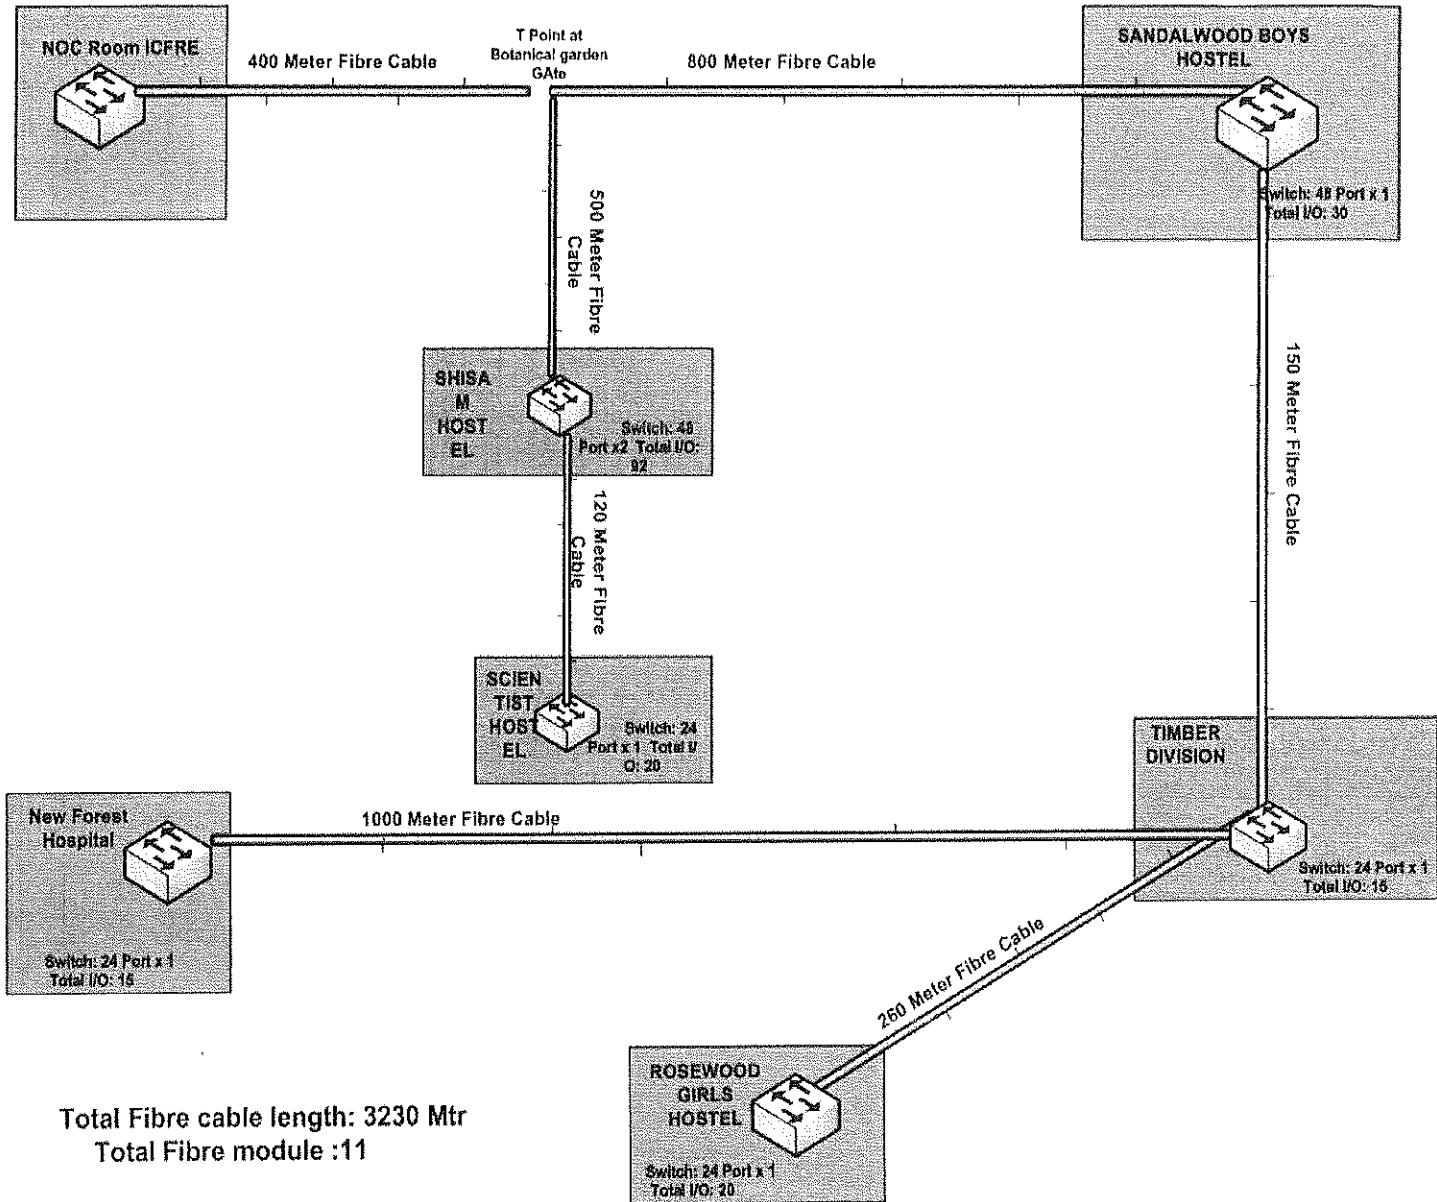 NOC Room ICFRE
400 Meter Fibre Cable
T Point at
Botanical garden
GAte
800 Meter Fibre Cable
SANDALWOOD BOYS
HOSTEL
Switch: 48 Port x 1
Total I/O: 30
500 Meter Fibre
Cable
SHISA
M
HOST
EL
Switch: 48
Port x2 Total I/O:
92
150 Meter Fibre Cable
120 Meter Fibre
Cable
SCIEN
TIST
HOST
EL
Switch: 24
Port x 1 Total I/
O: 20
TIMBER
DIVISION
Switch: 24 Port x 1
Total I/O: 15
New Forest
Hospital
1000 Meter Fibre Cable
Switch: 24 Port x 1
Total I/O: 15
260 Meter Fibre Cable
ROSEWOOD
GIRLS
HOSTEL
Switch: 24 Port x 1
Total I/O: 20
Total Fibre cable length: 3230 Mtr
Total Fibre module :11